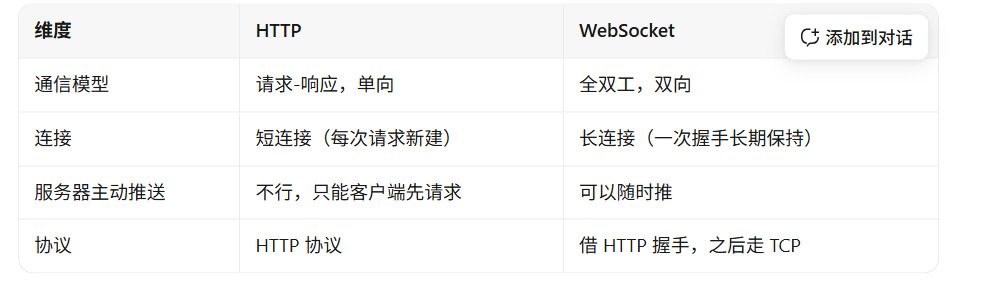 维度 HTTP WebSocket 添加到对话
通信模型 请求-响应，单向 全双工，双向
连接 短连接（每次请求新建） 长连接（一次握手长期保持）
服务器主动推送 不行，只能客户端先请求 可以随时推
协议 HTTP 协议 借 HTTP 握手，之后走 TCP